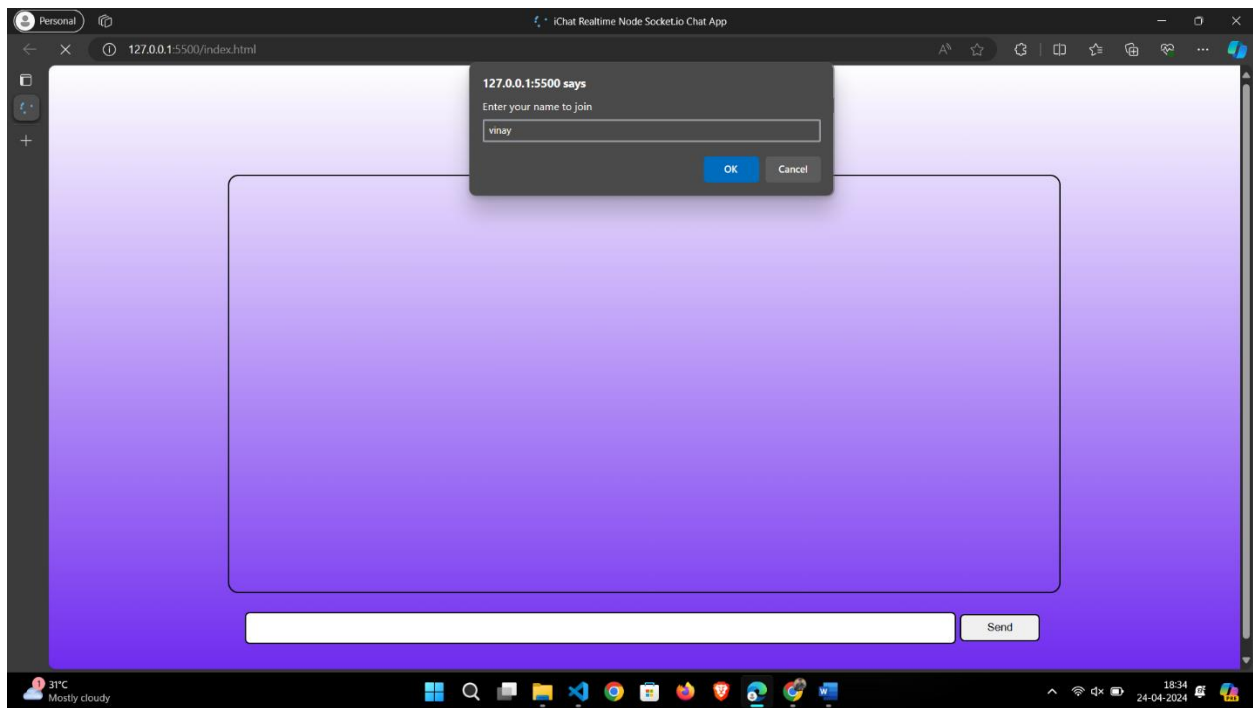 Personal
iChat Realtime Node Socket.io Chat App
127.0.0.1:5500/index.html
127.0.0.1:5500 says
Enter your name to join
vinay
OK
Cancel
Send
1
31°C
Mostly cloudy
18:34
24-04-2024